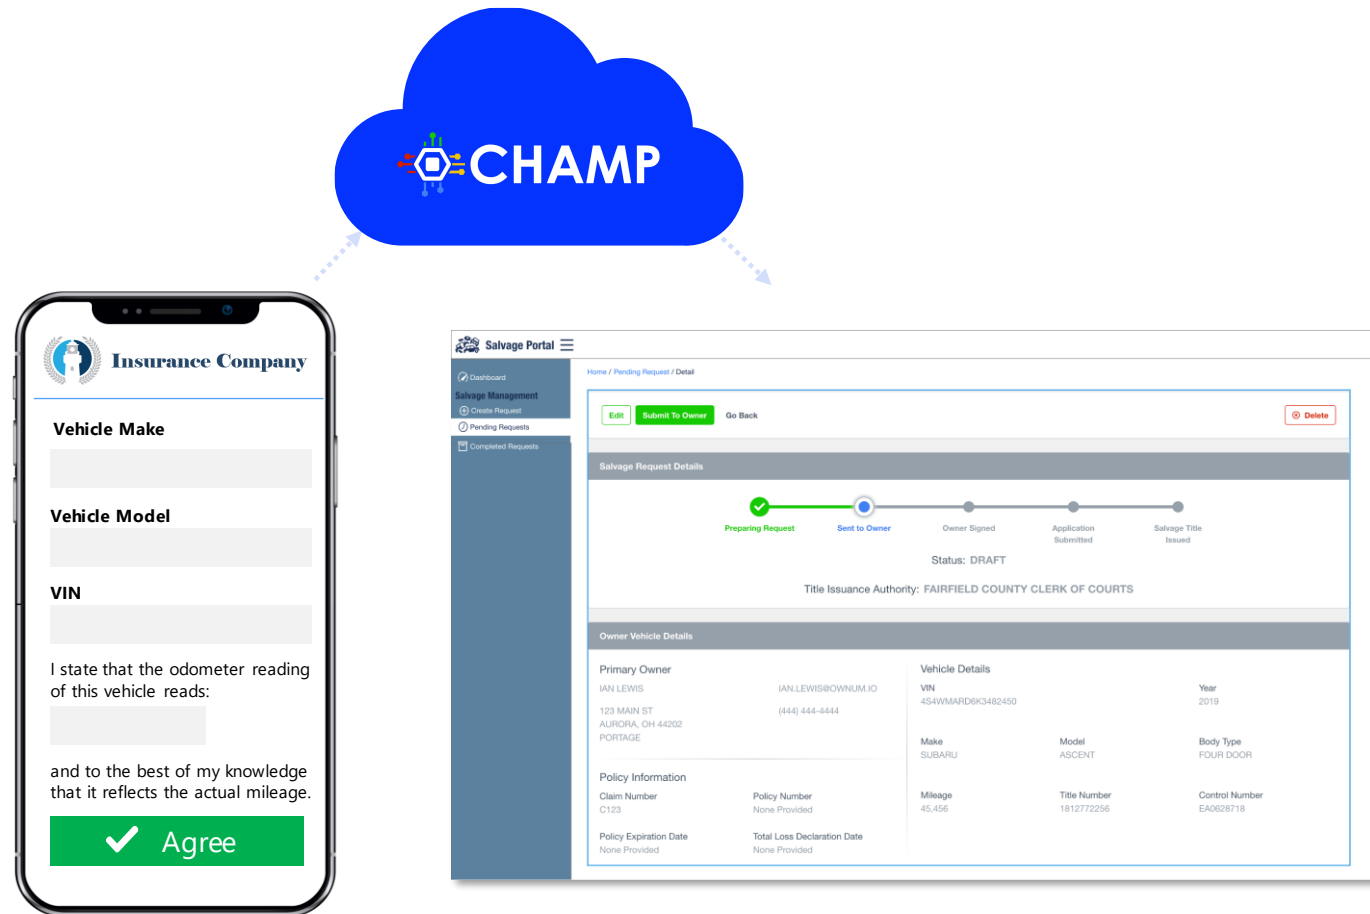 CHAMP
Insurance Company
Vehicle Make
Vehicle Model
VIN
I state that the odometer reading
of this vehicle reads:
and to the best of my knowledge
that it reflects the actual mileage.
Agree
Salvage Portal
Dashboard
Salvage Management
Create Request
Pending Requests
Completed Requests
Home / Pending Request / Detail
Edit Submit To Owner Go Back Delete
Salvage Request Details
Preparing Request Sent to Owner Owner Signed Application Submitted Salvage Title Issued
Status: DRAFT
Title Issuance Authority: FAIRFIELD COUNTY CLERK OF COURTS
Owner Vehicle Details
Primary Owner
IAN LEWIS IAN.LEWIS@OWNUM.IO
123 MAIN ST (444) 444-4444
AURORA, OH 44202
PORTAGE
Policy Information
Claim Number Policy Number
C123 None Provided
Policy Expiration Date Total Loss Declaration Date
None Provided None Provided
Vehicle Details
VIN Year
4S4WMARD6K3482450 2019
Make Model Body Type
SUBARU ASCENT FOUR DOOR
Mileage Title Number Control Number
45,456 1812772256 EA0628718